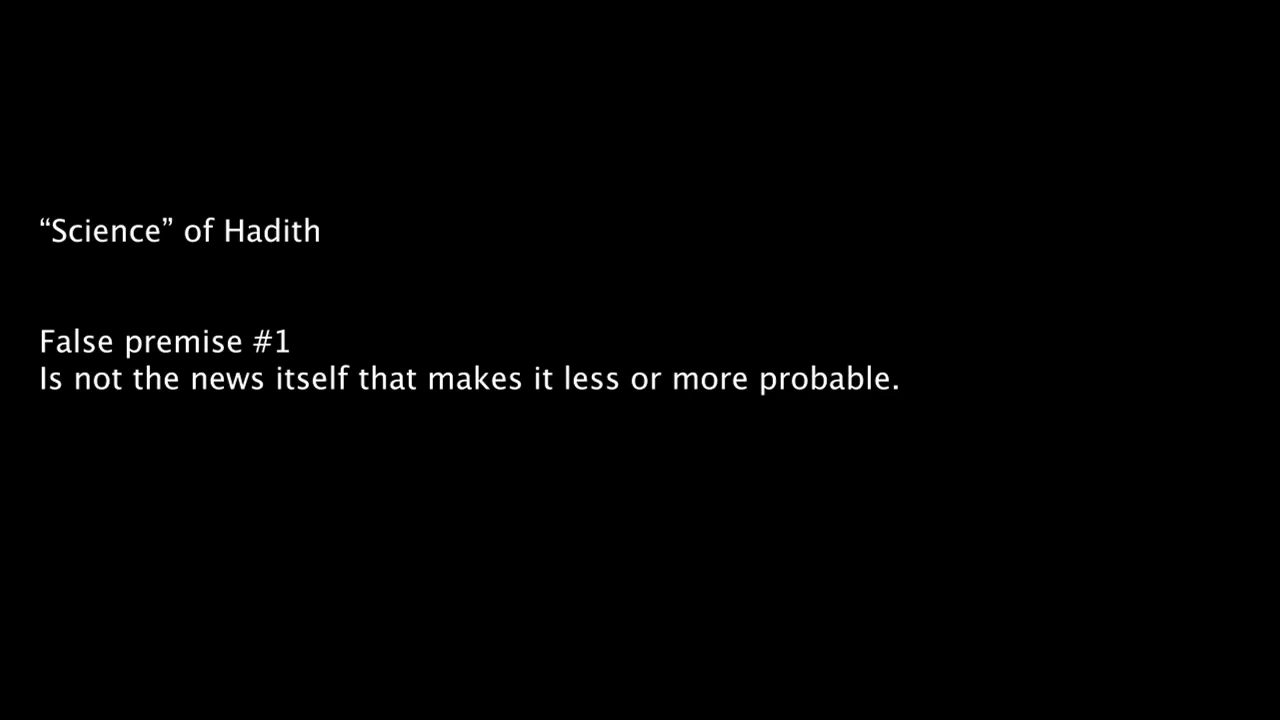 “Science” of Hadith
False premise #1
Is not the news itself that makes it less or more probable.